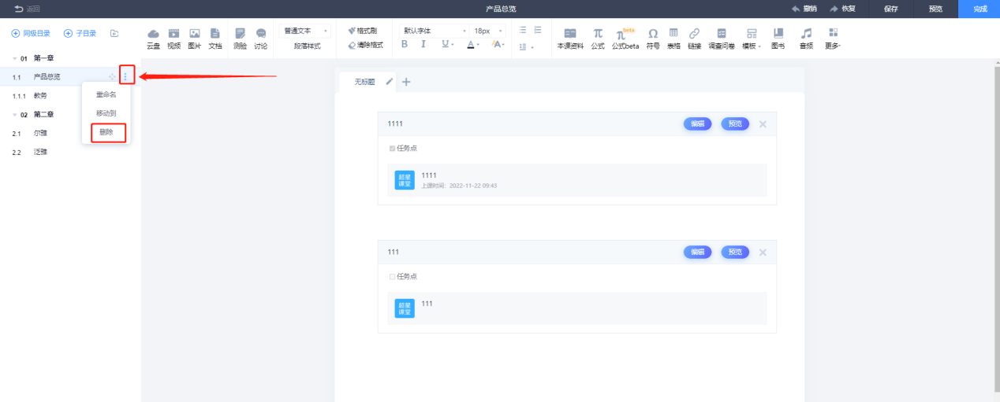 返回
产品总览
撤销 恢复 保存 预览 完成
同级目录 子目录
云盘 视频 图片 文档 测验 讨论
普通文本
段落样式
格式刷
清除格式
默认字体 18px
B I U A A
本课资料 公式 公式beta 符号 表格 链接 调查问卷 模板 图书 音频 更多
beta
01 第一章
1.1 产品总览
1.1.1 教务
02 第二章
2.1 尔雅
2.2 泛雅
重命名
移动到
删除
无标题
1111 编辑 预览
任务点
超星
课堂
1111
上课时间：2022-11-22 09:43
111 编辑 预览
任务点
超星
课堂
111